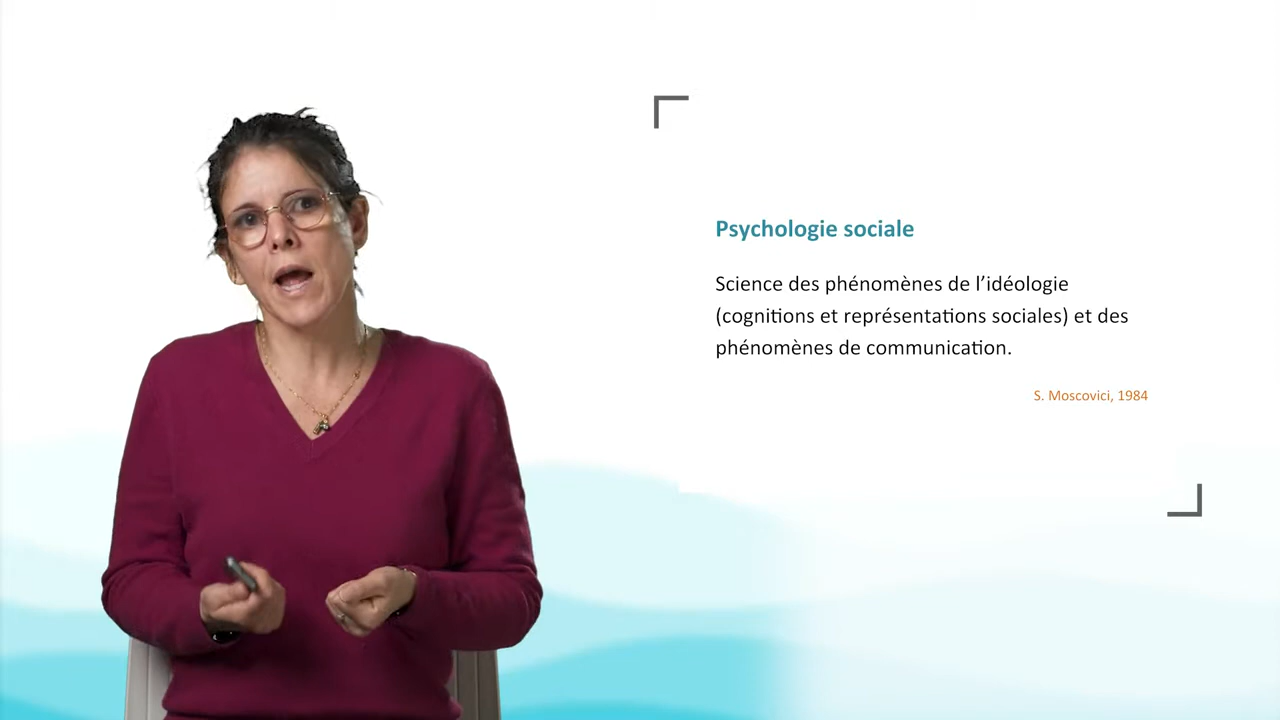 Psychologie sociale
Science des phénomènes de l’idéologie
(cognitions et représentations sociales) et des
phénomènes de communication.
S. Moscovici, 1984